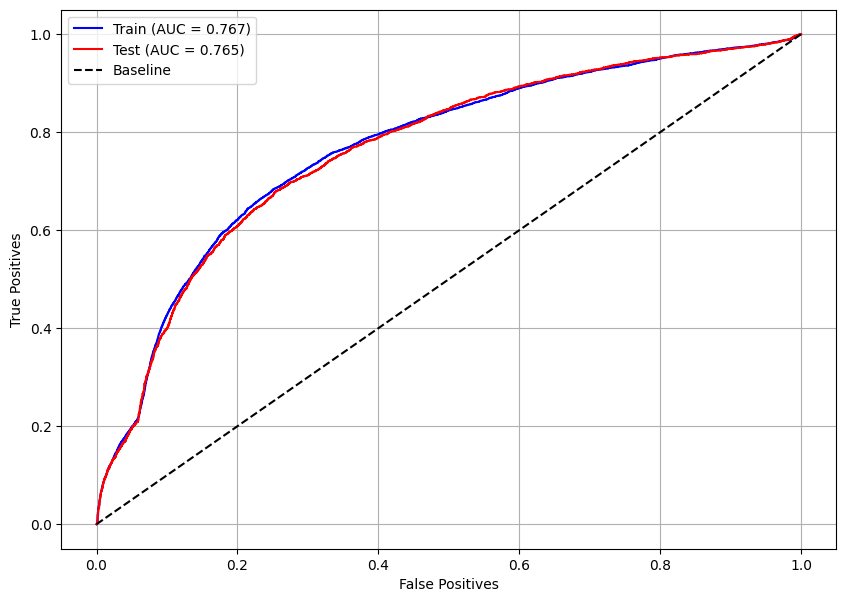 Train (AUC = 0.767)
Test (AUC = 0.765)
Baseline
1.0
0.8
0.6
0.4
0.2
0.0
True Positives
0.0 0.2 0.4 0.6 0.8 1.0
False Positives